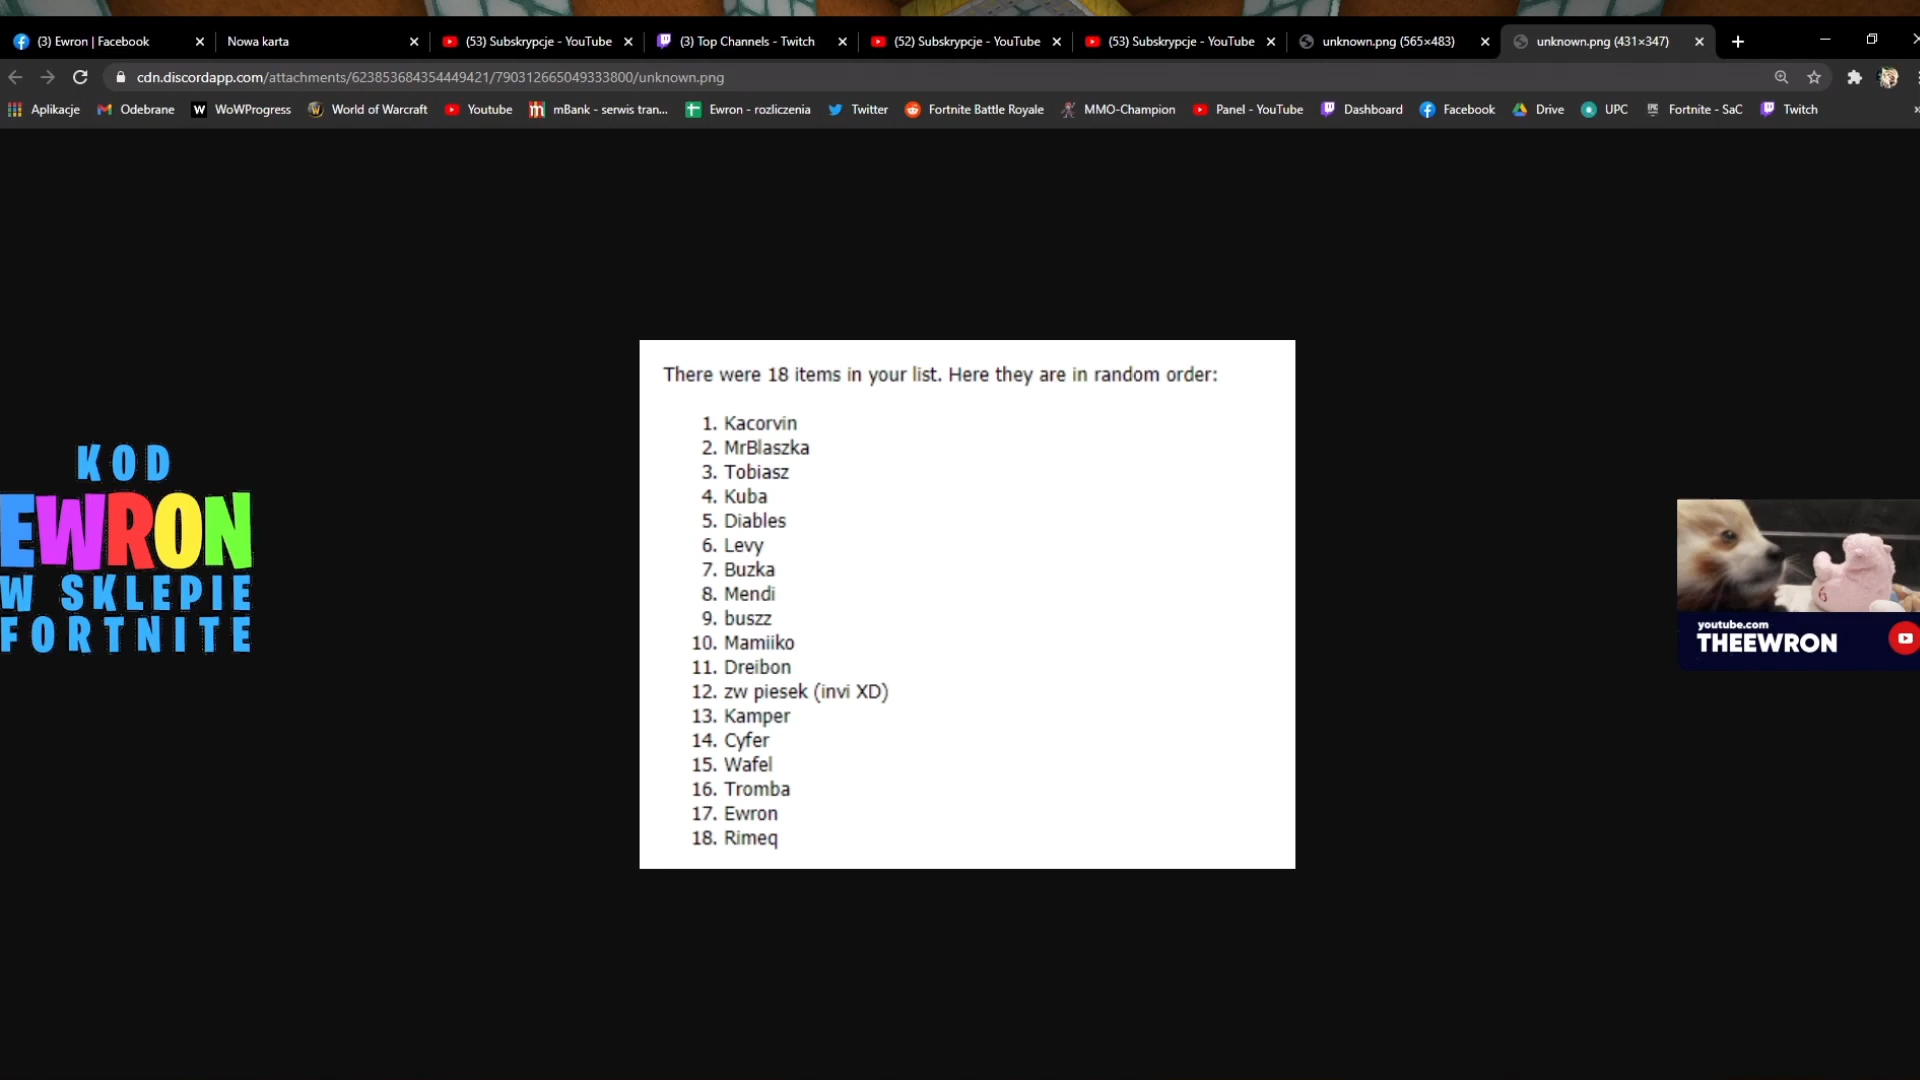 (3) Ewron | Facebook
Nowa karta
(53) Subskrypcje - YouTube
(3) Top Channels - Twitch
(52) Subskrypcje - YouTube
(53) Subskrypcje - YouTube
unknown.png (565×483)
unknown.png (431×347)
cdn.discordapp.com/attachments/623853684354449421/790312665049333800/unknown.png
Aplikacje
Odebrane
WoWProgress
World of Warcraft
Youtube
mBank - serwis tran...
Ewron - rozliczenia
Twitter
Fortnite Battle Royale
MMO-Champion
Panel - YouTube
Dashboard
Facebook
Drive
UPC
Fortnite - SaC
Twitch
There were 18 items in your list. Here they are in random order:
1. Kacorvin
2. MrBlaszka
3. Tobiasz
4. Kuba
5. Diables
6. Levy
7. Buzka
8. Mendi
9. buszz
10. Mamiiko
11. Dreibon
12. zw piesek (invi XD)
13. Kamper
14. Cyfer
15. Wafel
16. Tromba
17. Ewron
18. Rimeq
KOD
EWRON
W SKLEPIE
FORTNITE
youtube.com
THEEWRON